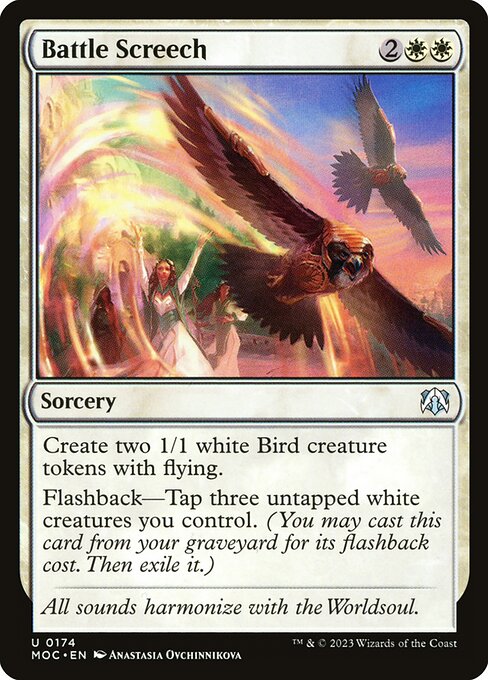 Battle Screech 2
Sorcery
Create two 1/1 white Bird creature
tokens with flying.
Flashback—Tap three untapped white
creatures you control. (You may cast this
card from your graveyard for its flashback
cost. Then exile it.)
All sounds harmonize with the Worldsoul.
U 0174
MOC • EN Anastasia Ovchinnikova
™ & © 2023 Wizards of the Coast